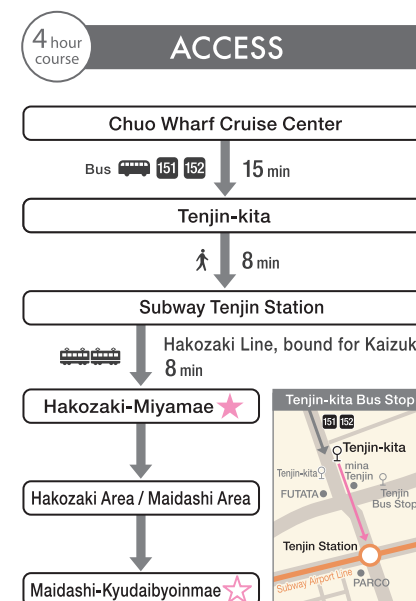 4 hour
course
ACCESS
Chuo Wharf Cruise Center
Bus 151 152 15 min
Tenjin-kita
8 min
Subway Tenjin Station
Hakozaki Line, bound for Kaizuk
8 min
Hakozaki-Miyamae
Hakozaki Area / Maidashi Area
Maidashi-Kyudaibyoinmae
Tenjin-kita Bus Stop
151 152
Tenjin-kita
Tenjin-kita
mina
Tenjin
FUTATA
Tenjin
Bus Stop
Tenjin Station
Subway Airport Line
PARCO